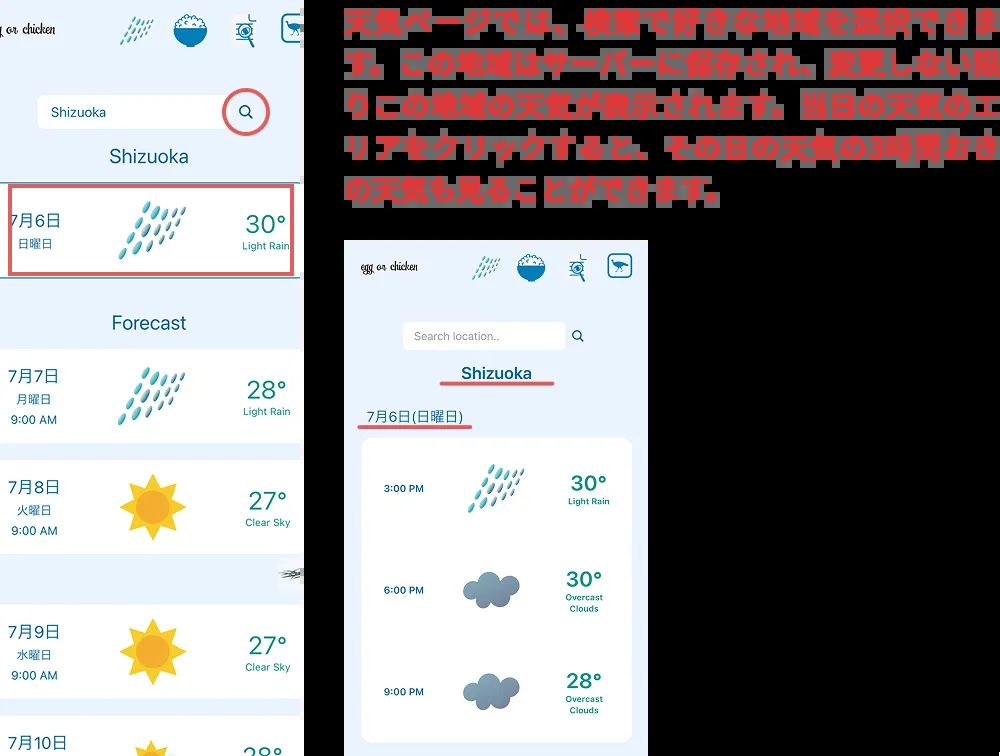 g or chicken
Shizuoka
Shizuoka
7月6日
日曜日
30°
Light Rain
Forecast
7月7日
月曜日
9:00 AM
28°
Light Rain
7月8日
火曜日
9:00 AM
27°
Clear Sky
7月9日
水曜日
9:00 AM
27°
Clear Sky
7月10日
28°
天気ページでは、検索で好きな地域を選択できま
す。この地域はサーバーに保存され、変更しない限
りこの地域の天気が表示されます。当日の天気のエ
リアをクリックすると、その日の天気の3時間おき
の天気も見ることができます。
egg or chicken
Search location..
Shizuoka
7月6日(日曜日)
3:00 PM
30°
Light Rain
6:00 PM
30°
Overcast
Clouds
9:00 PM
28°
Overcast
Clouds